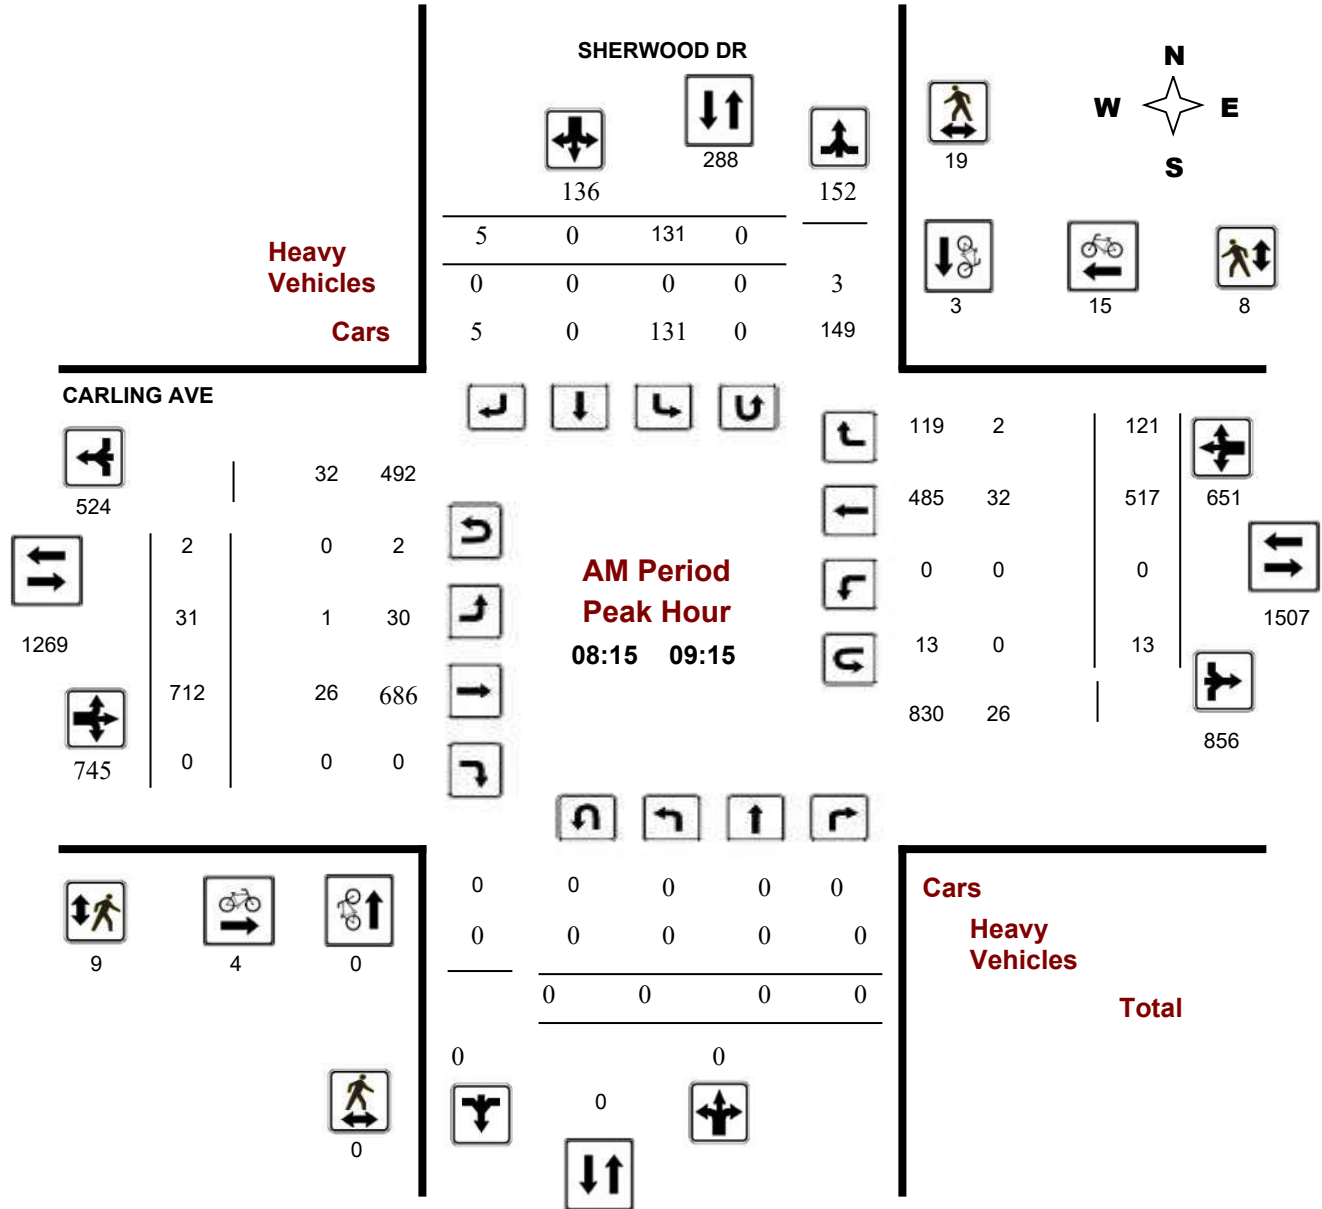 SHERWOOD DR
N
W E
S
288
19
136 152
5 0 131 0
Heavy
Vehicles
0 0 0 0 3
3 15 8
Cars
5 0 131 0 149
CARLING AVE
119 2 121
32 492
524
485 32 517 651
2 0 2
AM Period
0 0 0
31 1 30
Peak Hour
1507
1269
08:15 09:15
13 0 13
712 26 686
830 26
856
745 0 0 0
0 0 0 0 0
Cars
0 0 0 0 0
Heavy
Vehicles
9 4 0
0 0 0 0
Total
0 0
0
0